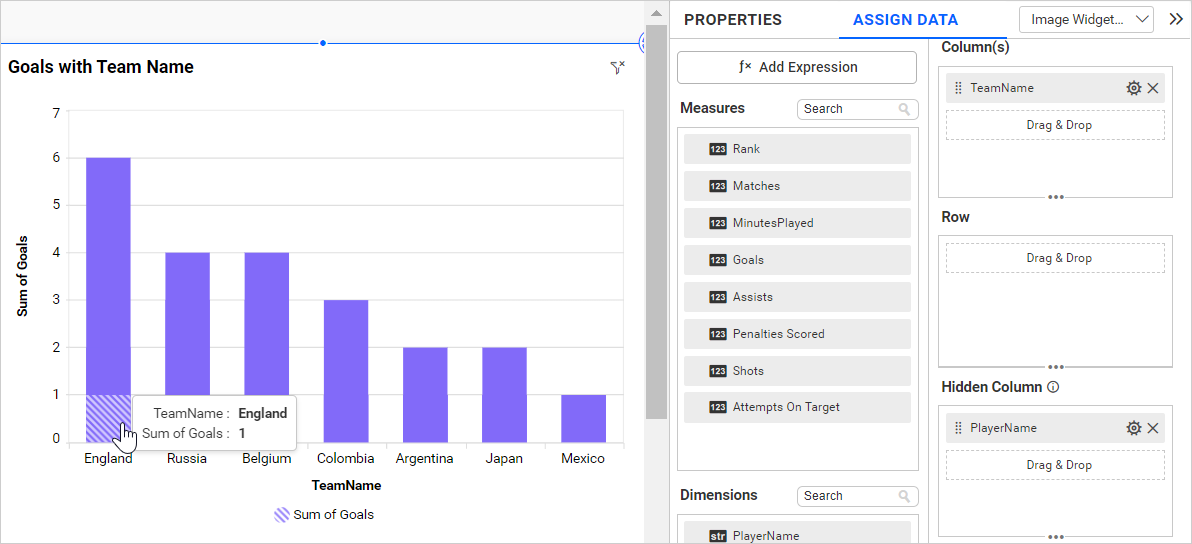 Goals with Team Name
7
6
5
4
3
2
1
0
Sum of Goals
TeamName : England
Sum of Goals : 1
England Russia Belgium Colombia Argentina Japan Mexico
TeamName
Sum of Goals
PROPERTIES
ASSIGN DATA
Image Widget...
fx Add Expression
Measures
Search
123 Rank
123 Matches
123 MinutesPlayed
123 Goals
123 Assists
123 Penalties Scored
123 Shots
123 Attempts On Target
Dimensions
Search
str PlayerName
Column(s)
TeamName
Drag & Drop
Row
Drag & Drop
Hidden Column
PlayerName
Drag & Drop